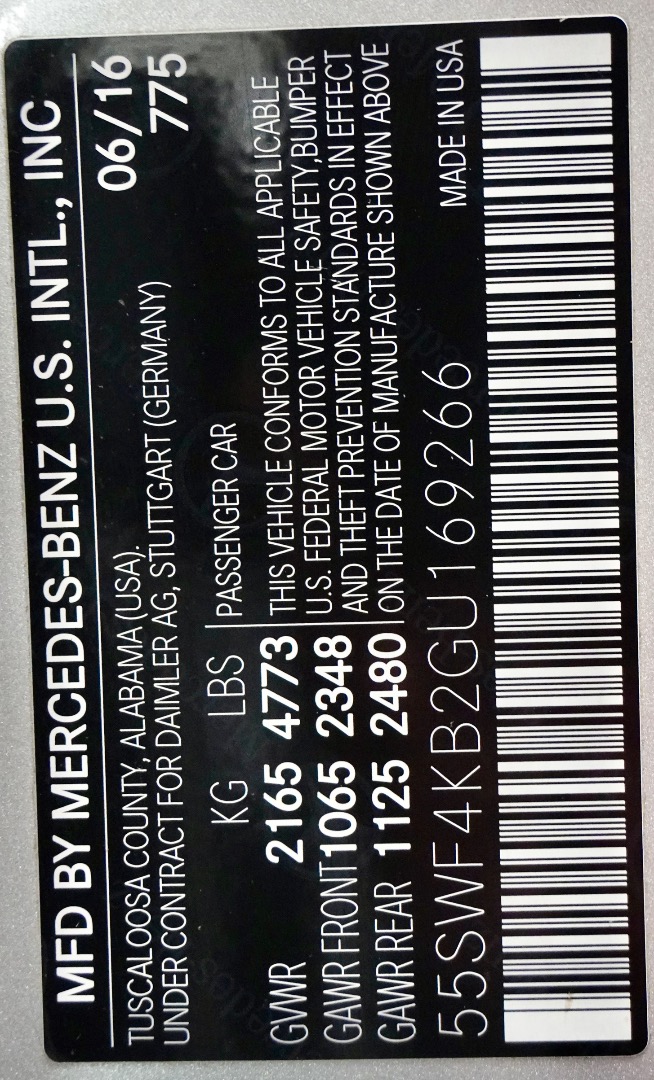 MFD BY MERCEDES-BENZ U.S. INTL., INC
TUSCALOOSA COUNTY, ALABAMA (USA). 06/16
UNDER CONTRACT FOR DAIMLER AG, STUTTGART (GERMANY) 775
KG LBS PASSENGER CAR
GVWR 2165 4773 THIS VEHICLE CONFORMS TO ALL APPLICABLE
GAWR FRONT 1065 2348 U.S. FEDERAL MOTOR VEHICLE SAFETY,BUMPER
AND THEFT PREVENTION STANDARDS IN EFFECT
GAWR REAR 1125 2480 ON THE DATE OF MANUFACTURE SHOWN ABOVE
55SWF4KB2GU169266 MADE IN USA